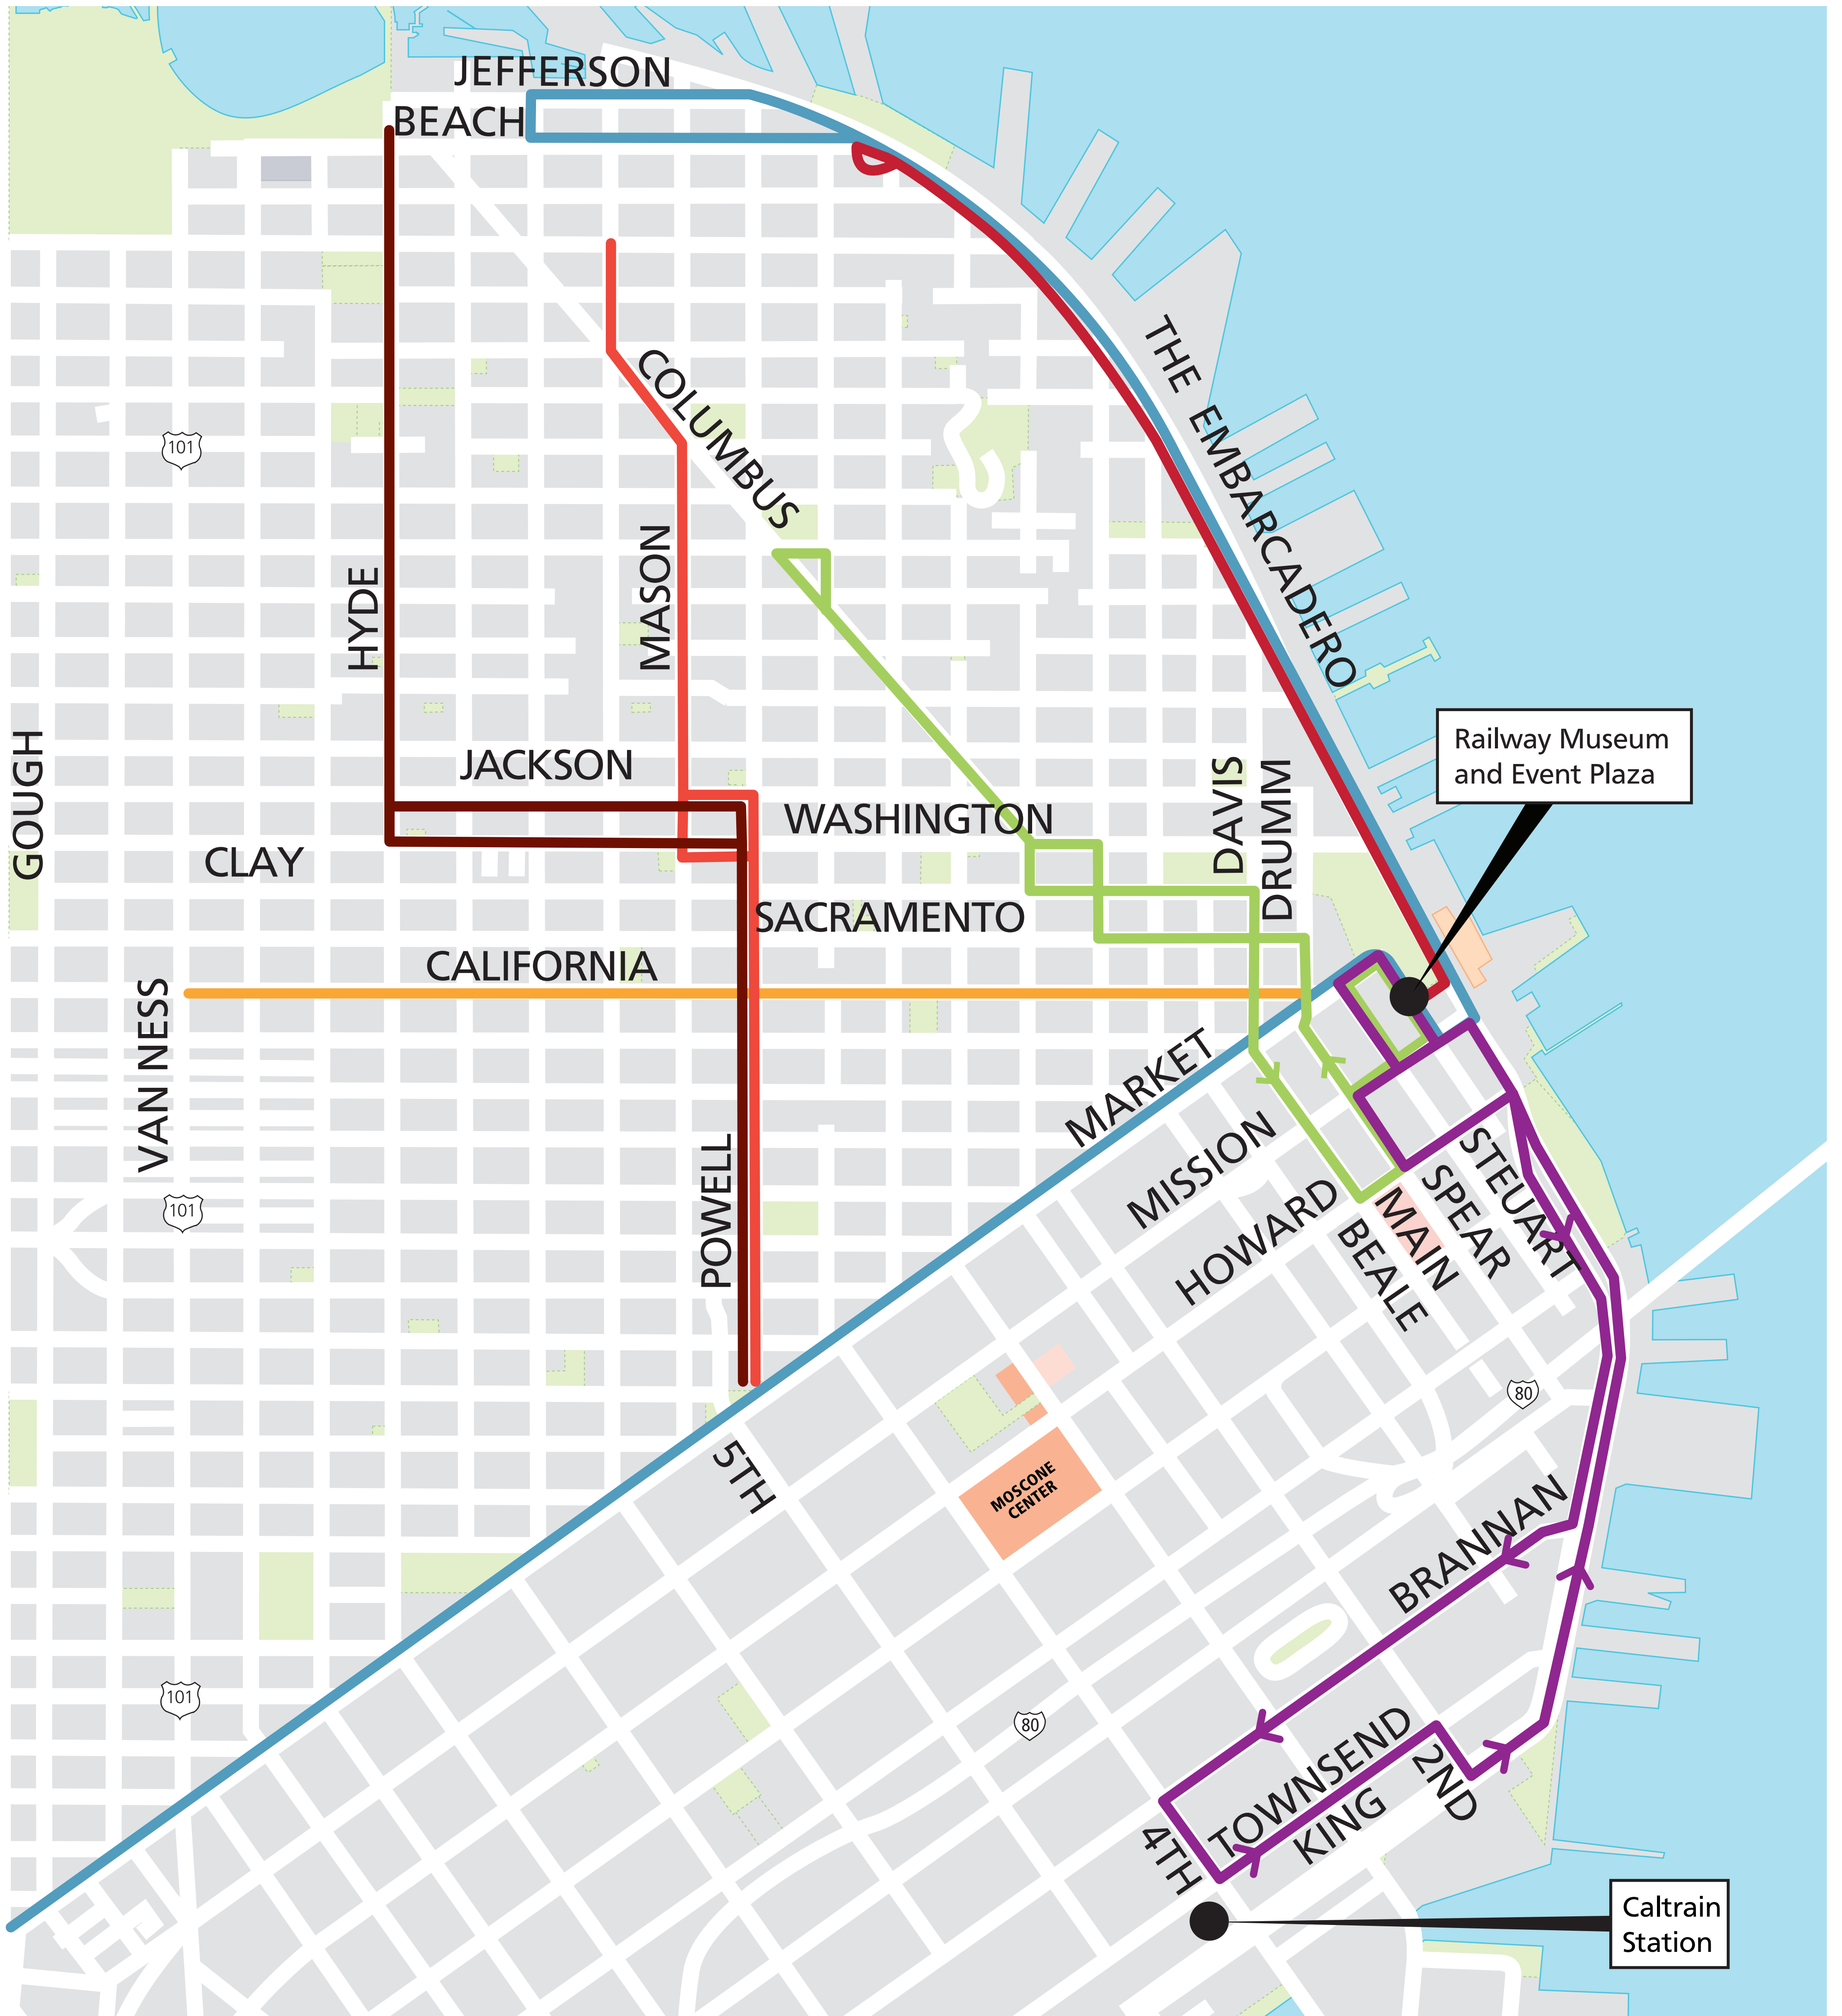 JEFFERSON
BEACH
THE EMBARCADERO
COLUMBUS
101
MASON
HYDE
GOUGH
JACKSON
WASHINGTON
DAVIS
DRUMM
Railway Museum
and Event Plaza
CLAY
SACRAMENTO
CALIFORNIA
VAN NESS
MARKET
MISSION
HOWARD
STEUART
SPEAR
MAIN
BEALE
POWELL
101
80
5TH
MOSCONE
CENTER
BRANNAN
101
80
TOWNSEND
KING
2ND
4TH
Caltrain
Station